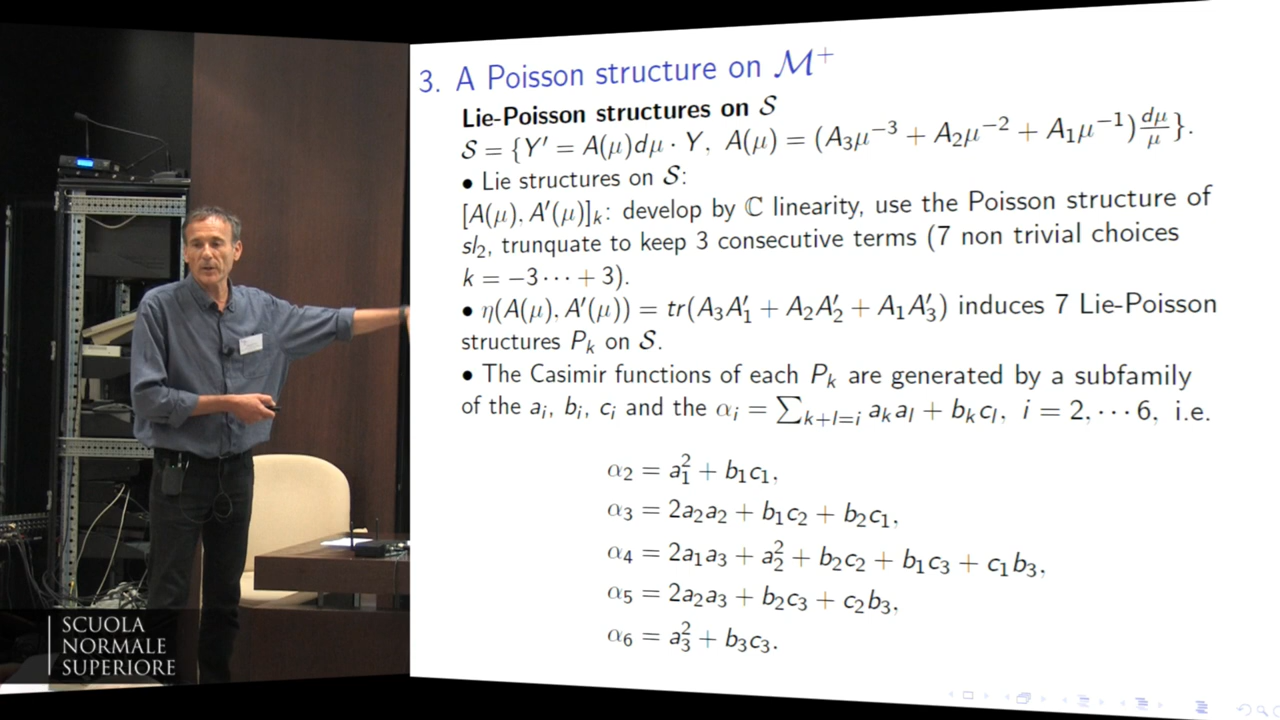 3. A Poisson structure on 𝓜⁺
Lie-Poisson structures on 𝒮
𝒮 = {Y′ = A(μ)dμ · Y, A(μ) = (A₃μ⁻³ + A₂μ⁻² + A₁μ⁻¹) dμ/μ}.
• Lie structures on 𝒮:
[A(μ), A′(μ)]ₖ: develop by ℂ linearity, use the Poisson structure of
sl₂, trunquate to keep 3 consecutive terms (7 non trivial choices
k = −3 ⋯ + 3).
• η(A(μ), A′(μ)) = tr(A₃A′₁ + A₂A′₂ + A₁A′₃) induces 7 Lie-Poisson
structures Pₖ on 𝒮.
• The Casimir functions of each Pₖ are generated by a subfamily
of the aᵢ, bᵢ, cᵢ and the αᵢ = ∑ₖ₊ₗ₌ᵢ aₖaₗ + bₖcₗ, i = 2, ⋯ 6, i.e.
α₂ = a₁² + b₁c₁,
α₃ = 2a₂a₂ + b₁c₂ + b₂c₁,
α₄ = 2a₁a₃ + a₂² + b₂c₂ + b₁c₃ + c₁b₃,
α₅ = 2a₂a₃ + b₂c₃ + c₂b₃,
α₆ = a₃² + b₃c₃.
SCUOLA
NORMALE
SUPERIORE